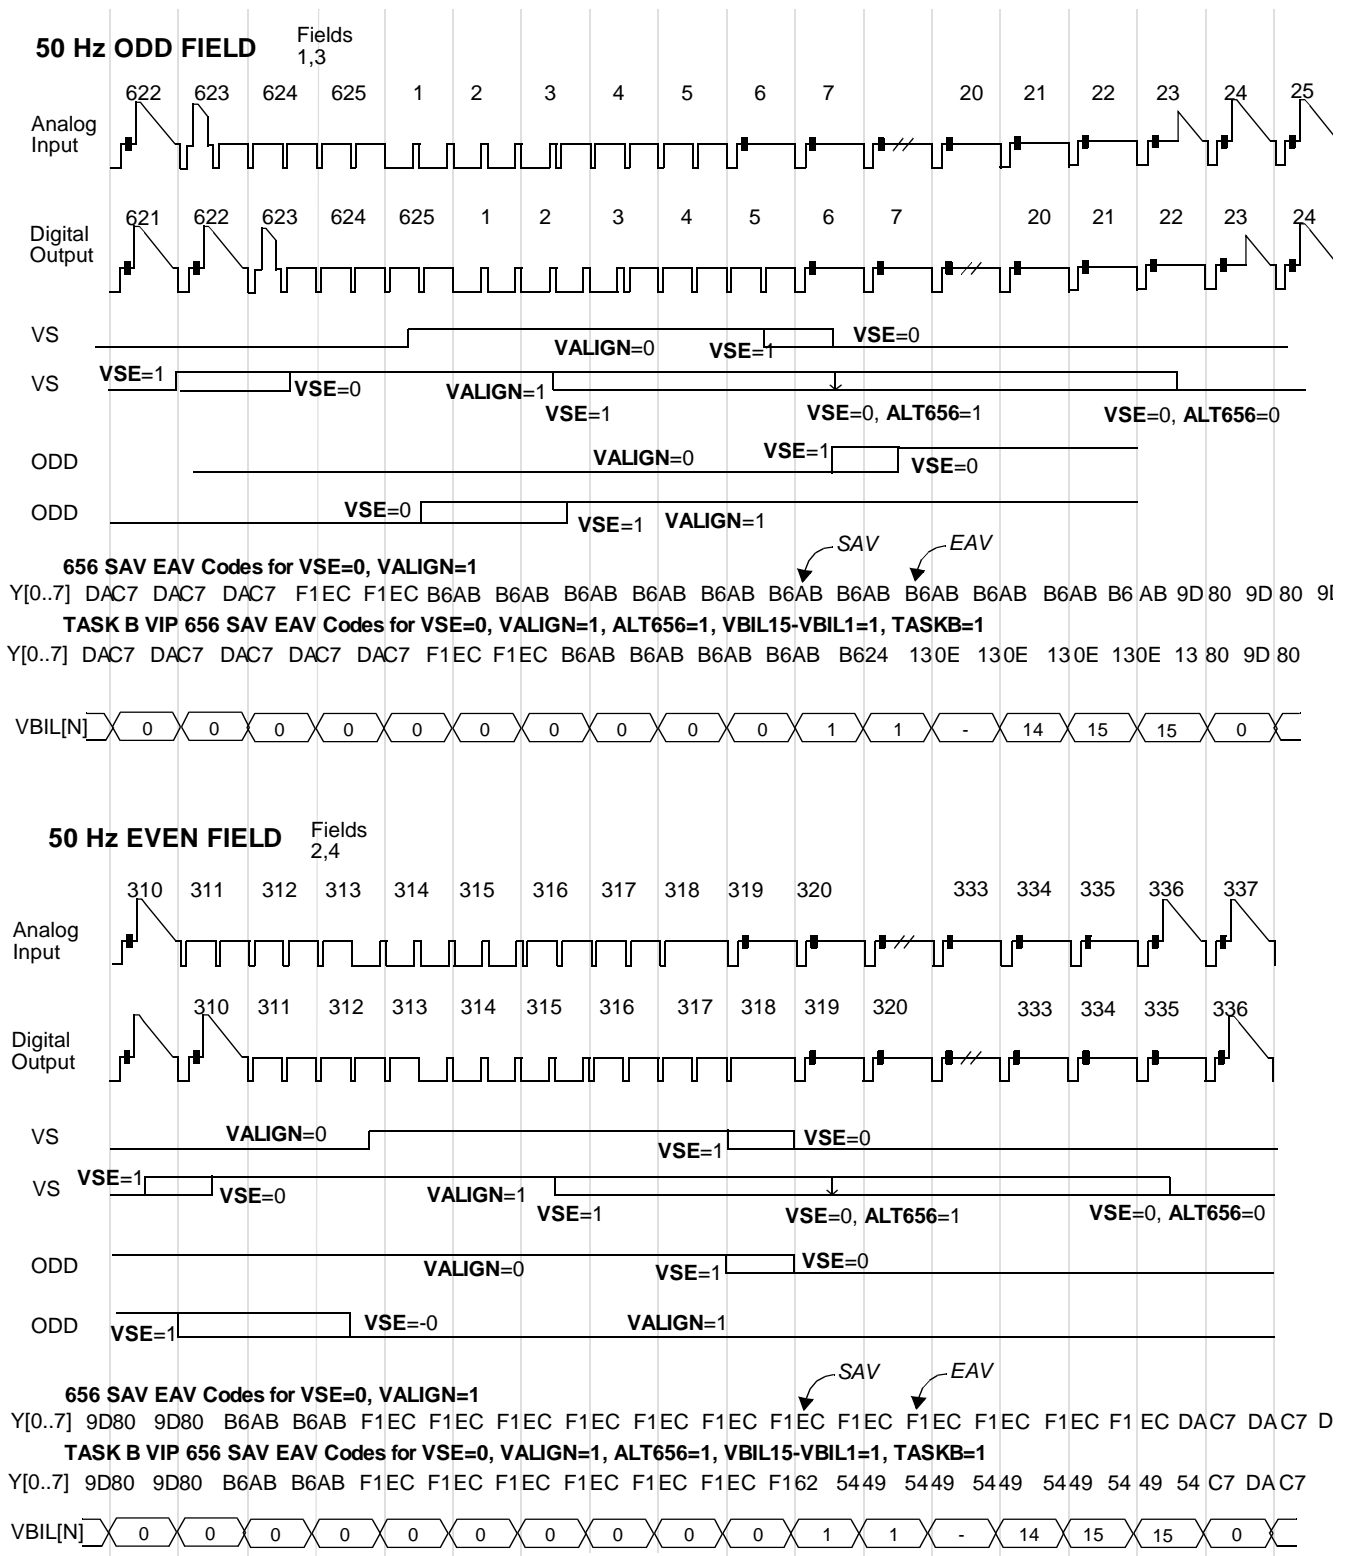 50 Hz ODD FIELD Fields 1,3
622 623 624 625 1 2 3 4 5 6 7 20 21 22 23 24 25
Analog Input
621 622 623 624 625 1 2 3 4 5 6 7 20 21 22 23 24
Digital Output
VS VALIGN=0 VSE=1 VSE=0
VS VSE=1 VSE=0 VALIGN=1 VSE=1 VSE=0, ALT656=1 VSE=0, ALT656=0
ODD VALIGN=0 VSE=1 VSE=0
ODD VSE=0 VSE=1 VALIGN=1
SAV EAV
656 SAV EAV Codes for VSE=0, VALIGN=1
Y[0..7] DAC7 DAC7 DAC7 F1EC F1EC B6AB B6AB B6AB B6AB B6AB B6AB B6AB B6AB B6AB B6AB B6 AB 9D 80 9D 80
TASK B VIP 656 SAV EAV Codes for VSE=0, VALIGN=1, ALT656=1, VBIL15-VBIL1=1, TASKB=1
Y[0..7] DAC7 DAC7 DAC7 DAC7 DAC7 F1EC F1EC B6AB B6AB B6AB B6AB B624 130E 130E 130E 130E 13 80 9D 80
VBIL[N] 0 0 0 0 0 0 0 0 0 0 1 1 - 14 15 15 0
50 Hz EVEN FIELD Fields 2,4
310 311 312 313 314 315 316 317 318 319 320 333 334 335 336 337
Analog Input
310 311 312 313 314 315 316 317 318 319 320 333 334 335 336
Digital Output
VS VALIGN=0 VSE=1 VSE=0
VS VSE=1 VSE=0 VALIGN=1 VSE=1 VSE=0, ALT656=1 VSE=0, ALT656=0
ODD VALIGN=0 VSE=1 VSE=0
ODD VSE=1 VSE=-0 VALIGN=1
SAV EAV
656 SAV EAV Codes for VSE=0, VALIGN=1
Y[0..7] 9D80 9D80 B6AB B6AB F1EC F1EC F1EC F1EC F1EC F1EC F1EC F1EC F1EC F1EC F1EC F1 EC DAC7 DAC7 D
TASK B VIP 656 SAV EAV Codes for VSE=0, VALIGN=1, ALT656=1, VBIL15-VBIL1=1, TASKB=1
Y[0..7] 9D80 9D80 B6AB B6AB F1EC F1EC F1EC F1EC F1EC F1EC F162 5449 5449 5449 5449 5449 54 C7 DAC7
VBIL[N] 0 0 0 0 0 0 0 0 0 0 1 1 - 14 15 15 0